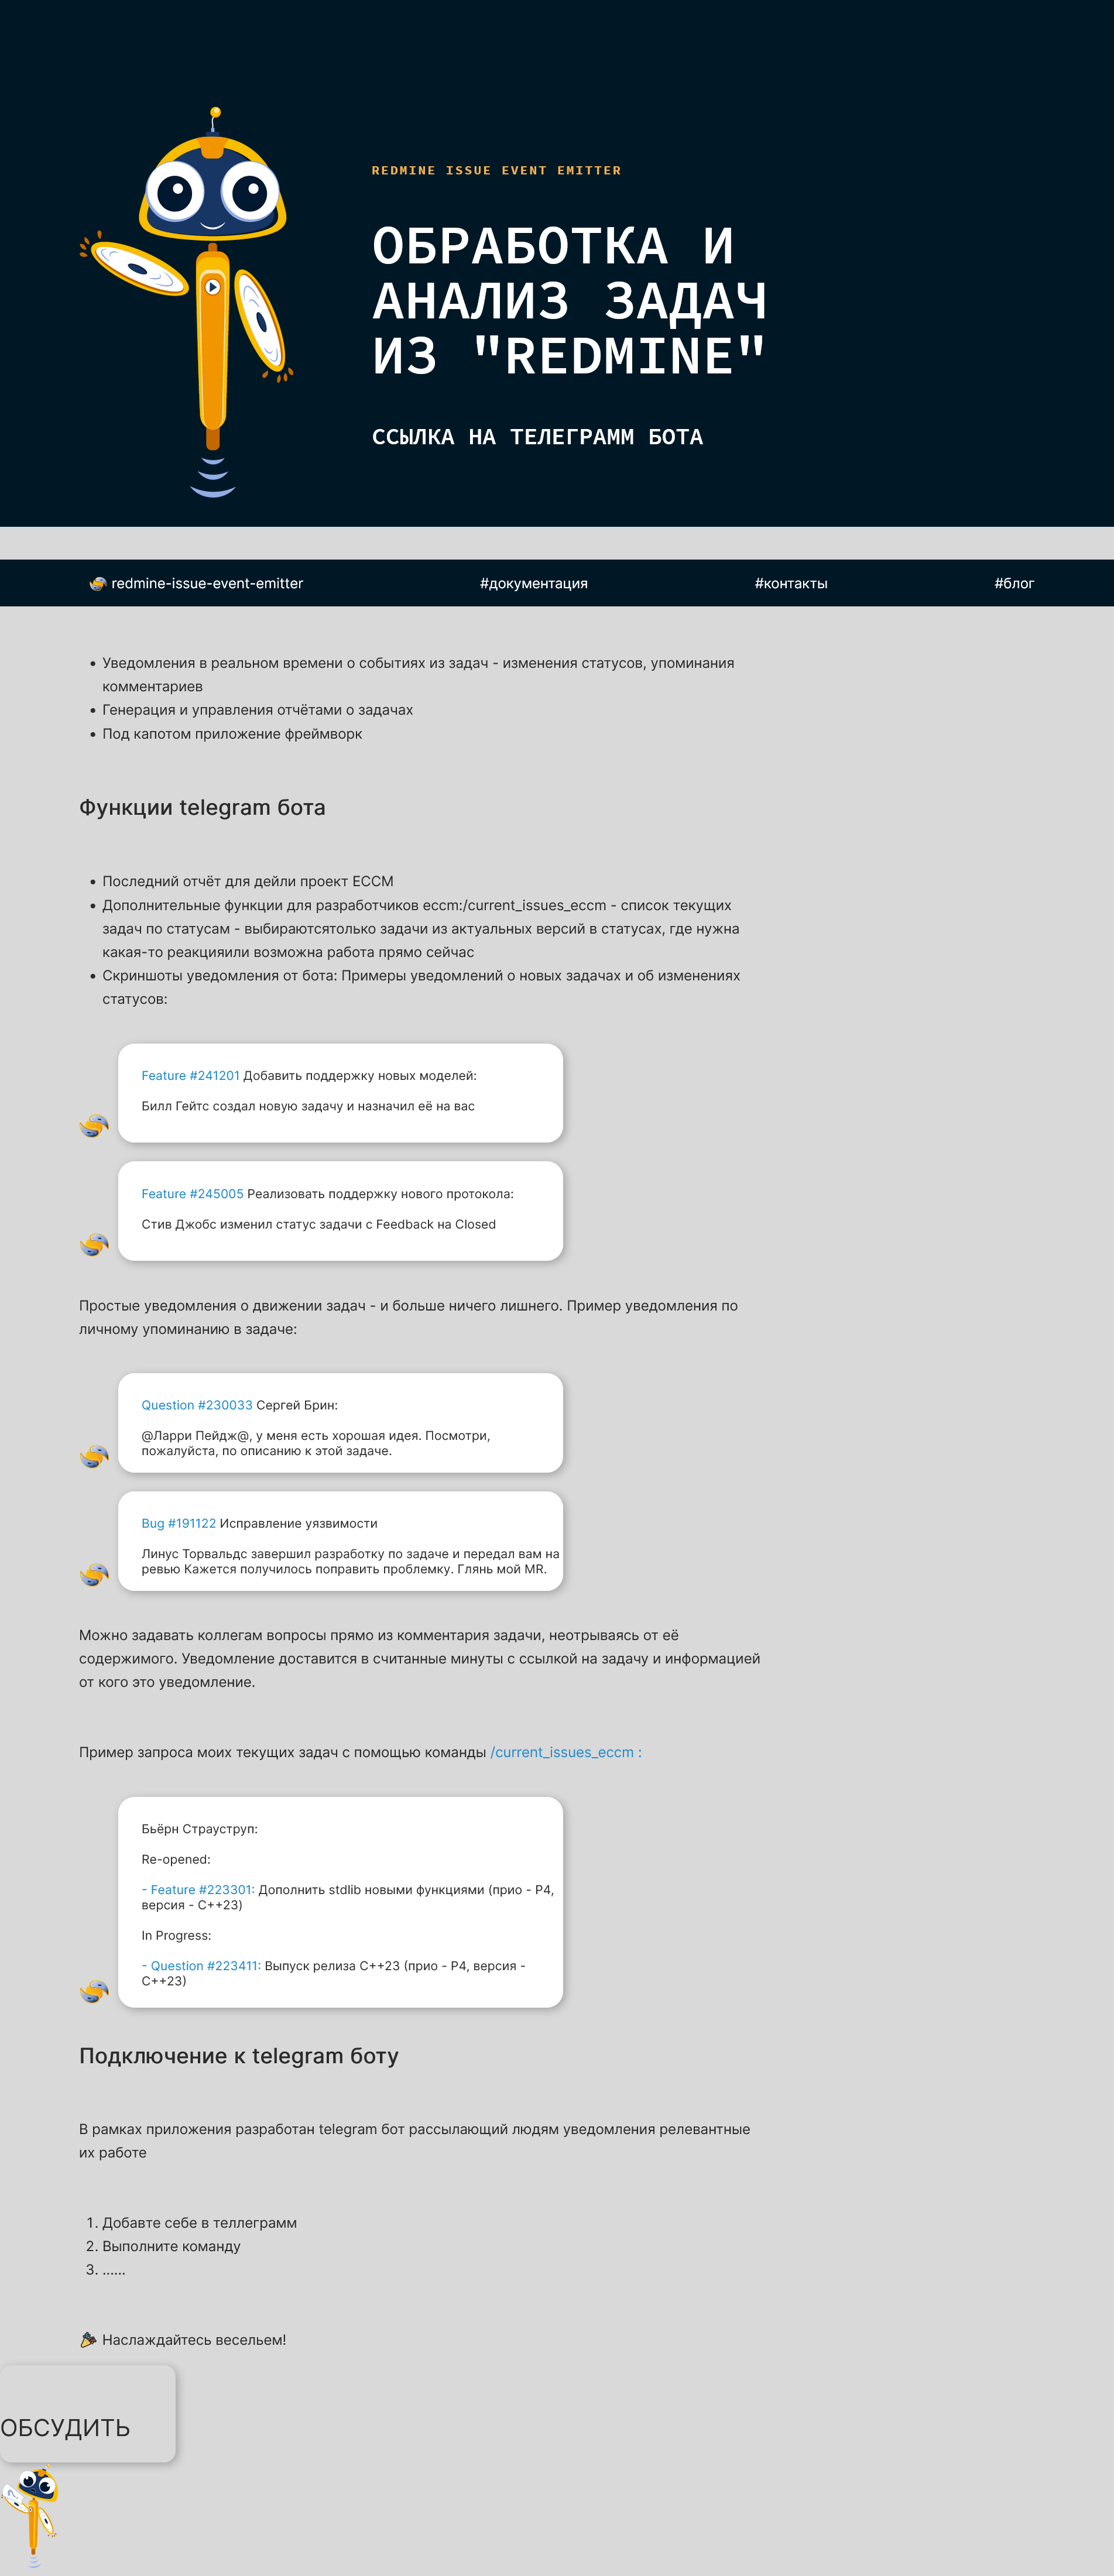 REDMINE ISSUE EVENT EMITTER
ОБРАБОТКА И
АНАЛИЗ ЗАДАЧ
ИЗ "REDMINE"
ССЫЛКА НА ТЕЛЕГРАММ БОТА
redmine-issue-event-emitter #документация #контакты #блог
• Уведомления в реальном времени о событиях из задач - изменения статусов, упоминания
комментариев
• Генерация и управления отчётами о задачах
• Под капотом приложение фреймворк
Функции telegram бота
• Последний отчёт для дейли проект ECCM
• Дополнительные функции для разработчиков eccm:/current_issues_eccm - список текущих
задач по статусам - выбираютсятолько задачи из актуальных версий в статусах, где нужна
какая-то реакцияили возможна работа прямо сейчас
• Скриншоты уведомления от бота: Примеры уведомлений о новых задачах и об изменениях
статусов:
Feature #241201 Добавить поддержку новых моделей:
Билл Гейтс создал новую задачу и назначил её на вас
Feature #245005 Реализовать поддержку нового протокола:
Стив Джобс изменил статус задачи с Feedback на Closed
Простые уведомления о движении задач - и больше ничего лишнего. Пример уведомления по
личному упоминанию в задаче:
Question #230033 Сергей Брин:
@Ларри Пейдж@, у меня есть хорошая идея. Посмотри,
пожалуйста, по описанию к этой задаче.
Bug #191122 Исправление уязвимости
Линус Торвальдс завершил разработку по задаче и передал вам на
ревью Кажется получилось поправить проблемку. Глянь мой MR.
Можно задавать коллегам вопросы прямо из комментария задачи, неотрываясь от её
содержимого. Уведомление доставится в считанные минуты с ссылкой на задачу и информацией
от кого это уведомление.
Пример запроса моих текущих задач с помощью команды /current_issues_eccm :
Бьёрн Страуструп:
Re-opened:
- Feature #223301: Дополнить stdlib новыми функциями (прио - P4,
версия - C++23)
In Progress:
- Question #223411: Выпуск релиза C++23 (прио - P4, версия -
C++23)
Подключение к telegram боту
В рамках приложения разработан telegram бот рассылающий людям уведомления релевантные
их работе
1. Добавте себе в теллеграмм
2. Выполните команду
3. ......
Наслаждайтесь весельем!
ОБСУДИТЬ